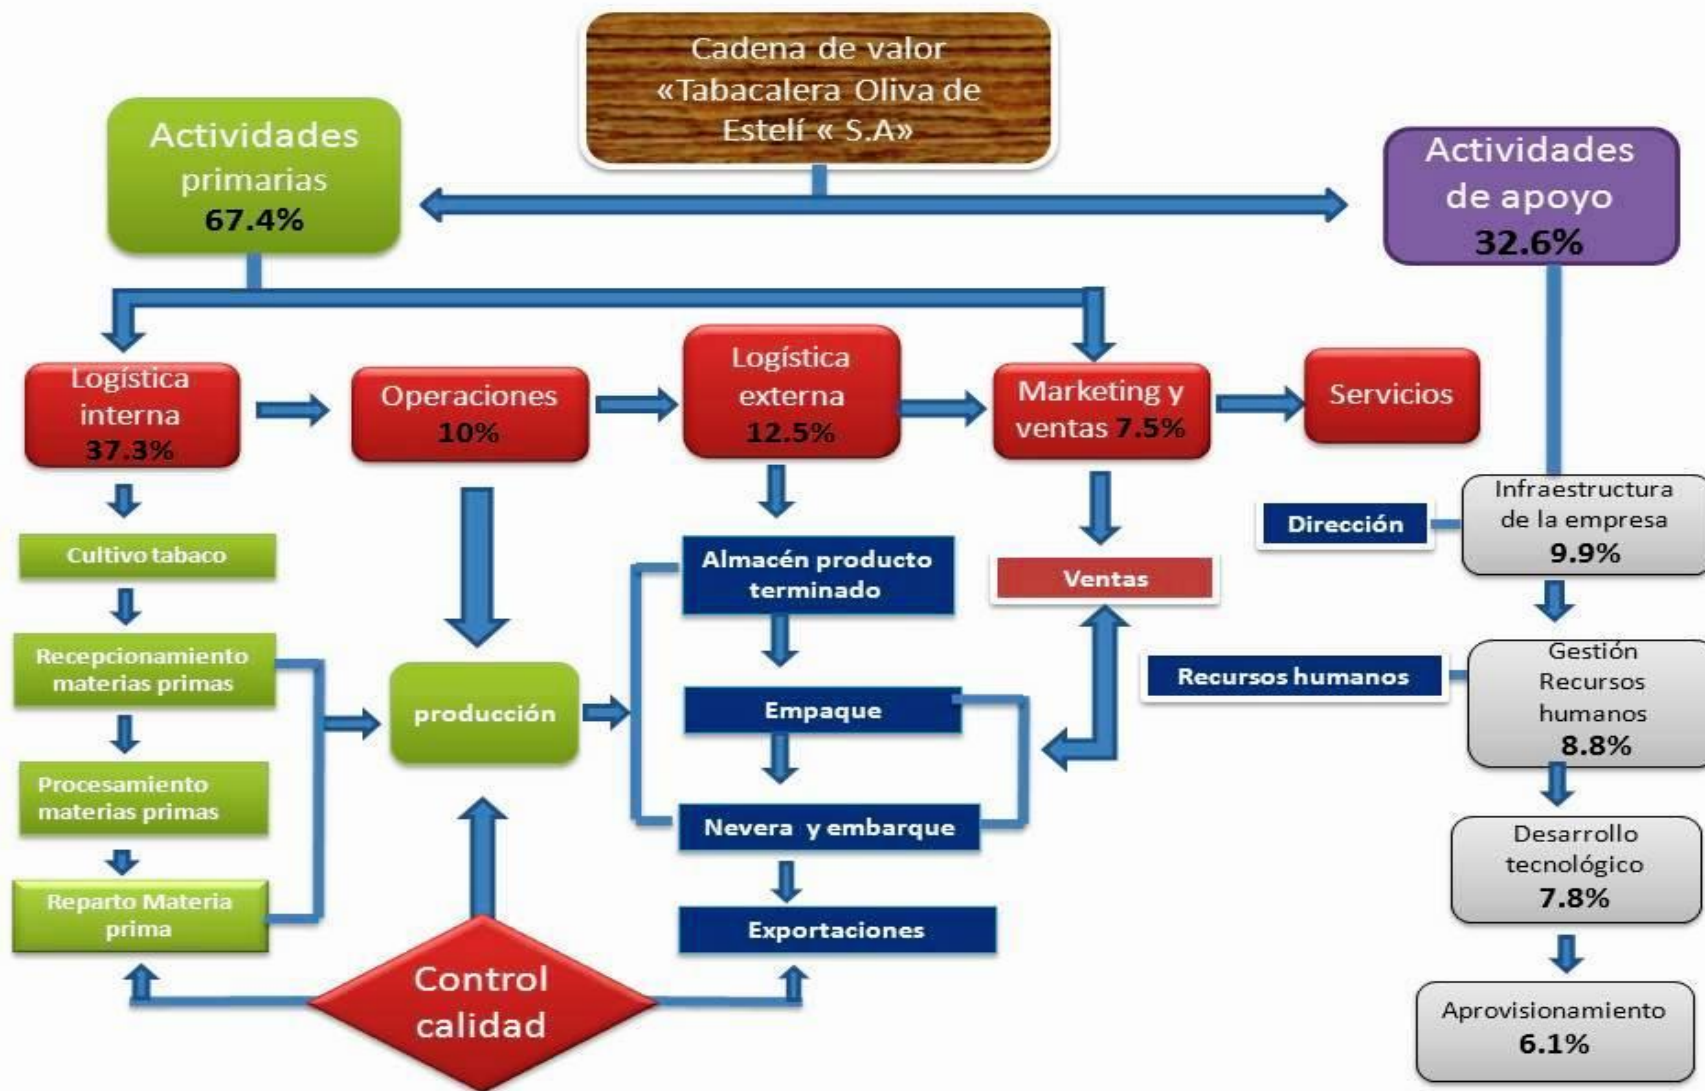 Cadena de valor
«Tabacalera Oliva de
Estelí « S.A»
Actividades
primarias
67.4%
Actividades
de apoyo
32.6%
Logística
interna
37.3%
Operaciones
10%
Logística
externa
12.5%
Marketing y
ventas 7.5%
Servicios
Cultivo tabaco
Recepcionamiento
materias primas
Procesamiento
materias primas
Reparto Materia
prima
producción
Control
calidad
Almacén producto
terminado
Empaque
Nevera y embarque
Exportaciones
Ventas
Dirección
Infraestructura
de la empresa
9.9%
Recursos humanos
Gestión
Recursos
humanos
8.8%
Desarrollo
tecnológico
7.8%
Aprovisionamiento
6.1%